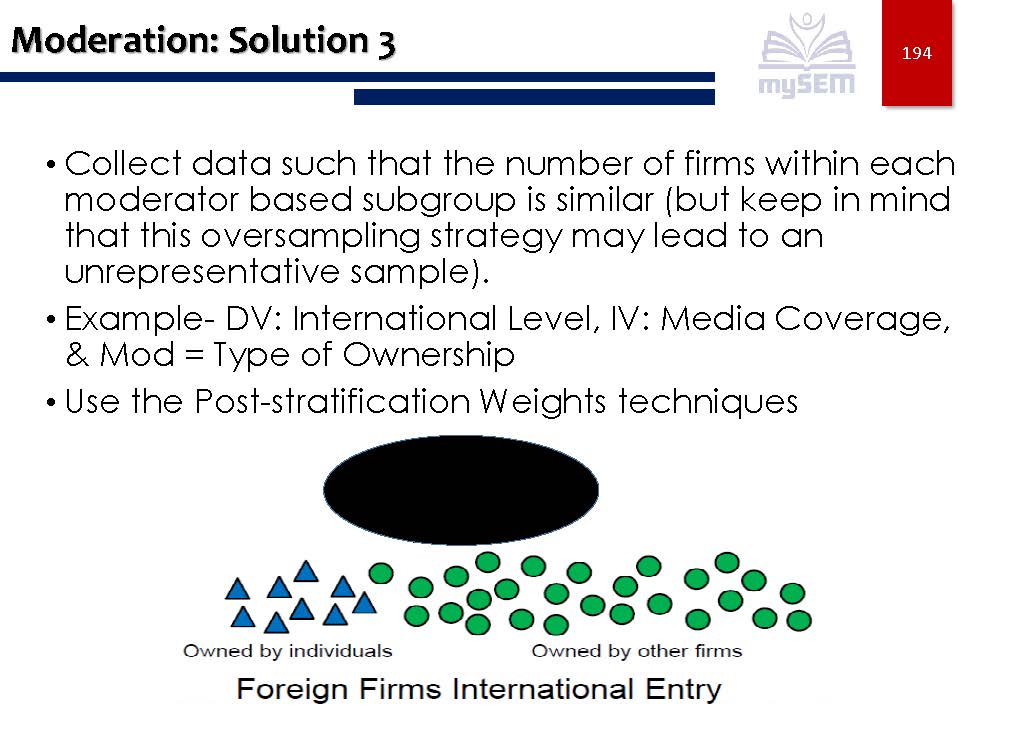 Moderation: Solution 3
mySEM
194
• Collect data such that the number of firms within each
moderator based subgroup is similar (but keep in mind
that this oversampling strategy may lead to an
unrepresentative sample).
• Example- DV: International Level, IV: Media Coverage,
& Mod = Type of Ownership
• Use the Post-stratification Weights techniques
Owned by individuals
Owned by other firms
Foreign Firms International Entry